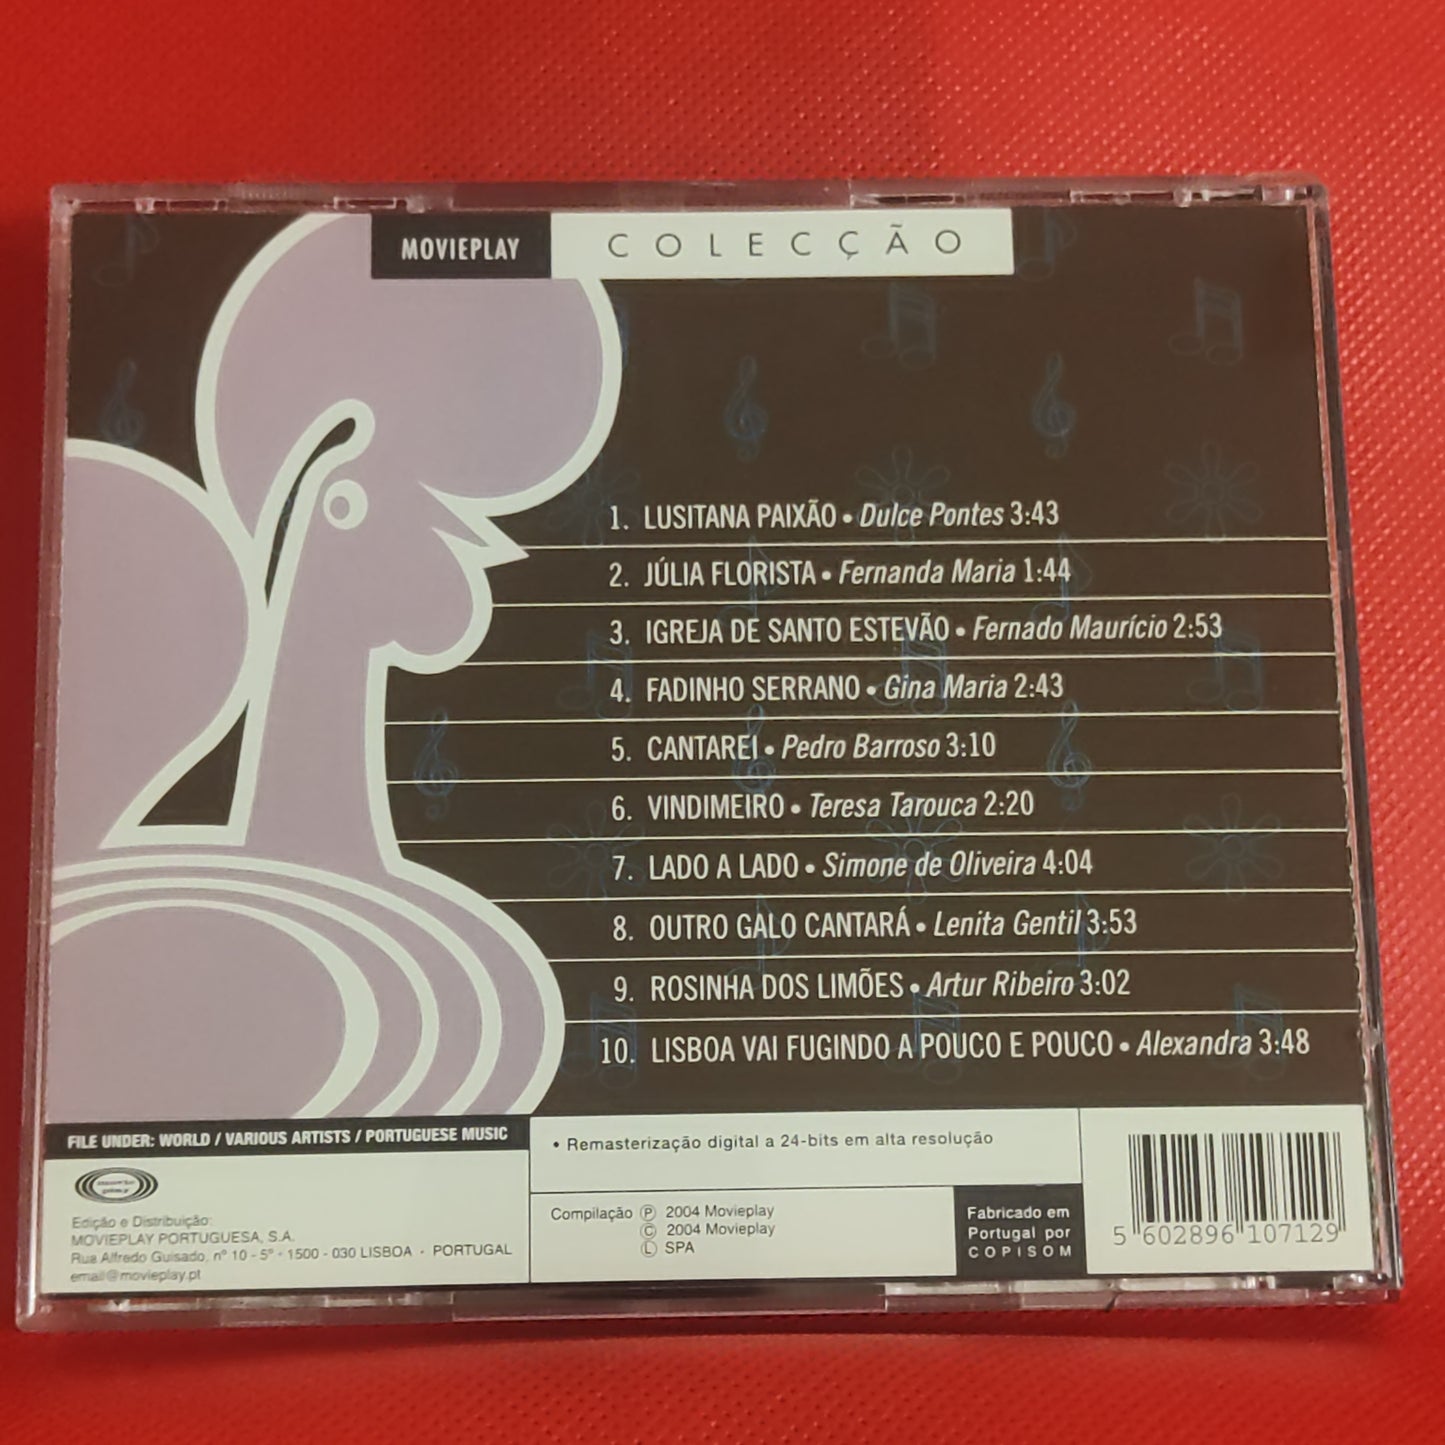 MOVIEPLAY
COLECÇÃO
1. LUSITANA PAIXÃO • Dulce Pontes 3:43
2. JÚLIA FLORISTA • Fernanda Maria 1:44
3. IGREJA DE SANTO ESTEVÃO • Fernado Maurício 2:53
4. FADINHO SERRANO • Gina Maria 2:43
5. CANTAREI • Pedro Barroso 3:10
6. VINDIMEIRO • Teresa Tarouca 2:20
7. LADO A LADO • Simone de Oliveira 4:04
8. OUTRO GALO CANTARÁ • Lenita Gentil 3:53
9. ROSINHA DOS LIMÕES • Artur Ribeiro 3:02
10. LISBOA VAI FUGINDO A POUCO E POUCO • Alexandra 3:48
FILE UNDER: WORLD / VARIOUS ARTISTS / PORTUGUESE MUSIC
movie
play
Edição e Distribuição:
MOVIEPLAY PORTUGUESA, S.A.
Rua Alfredo Guisado, nº 10 - 5º - 1500 - 030 LISBOA - PORTUGAL
email@movieplay.pt
• Remasterização digital a 24-bits em alta resolução
Compilação Ⓟ 2004 Movieplay
Ⓒ 2004 Movieplay
Ⓛ SPA
Fabricado em
Portugal por
COPISOM
5 602896 107129